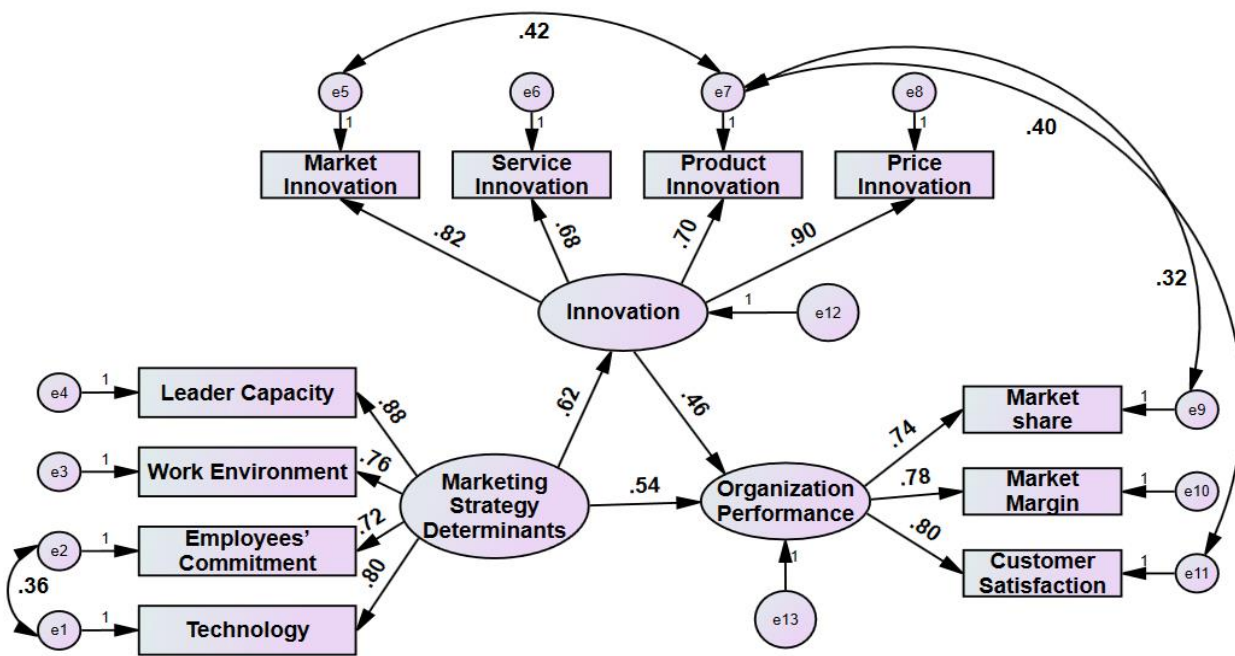 .42
e5
e6
e7
e8
1
1
1
1
.40
Market
Innovation
Service
Innovation
Product
Innovation
Price
Innovation
.82
.68
.70
.90
.32
Innovation
1
e12
e4
1
Leader Capacity
.88
.62
.46
Market
share
1
e9
.74
e3
1
Work Environment
.76
Marketing
Strategy
Determinants
.54
Organization
Performance
.78
Market
Margin
1
e10
e2
1
Employees'
Commitment
.72
.80
Customer
Satisfaction
1
e11
.36
.80
1
e13
e1
1
Technology